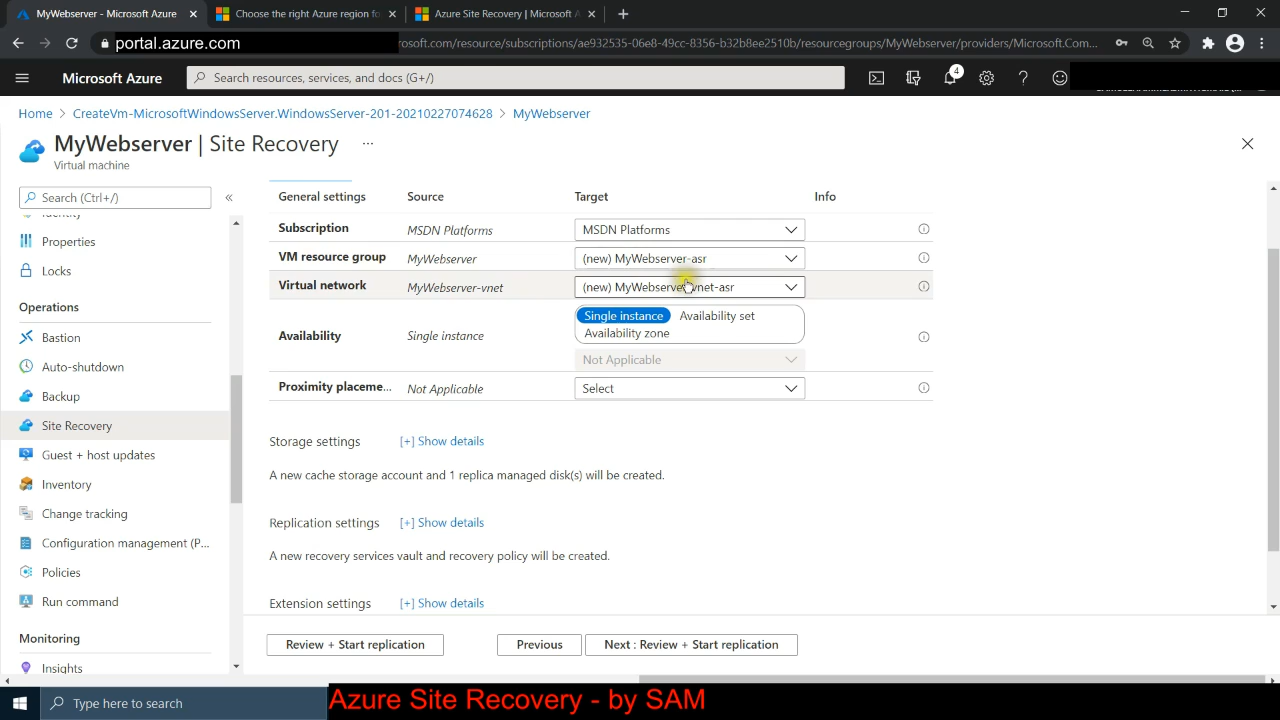 MyWebserver - Microsoft Azure
Choose the right Azure region fo
Azure Site Recovery | Microsoft A
portal.azure.com
rosoft.com/resource/subscriptions/ae932535-06e8-49cc-8356-b32b8ee2510b/resourcegroups/MyWebserver/providers/Microsoft.Com...
Microsoft Azure
Search resources, services, and docs (G+/)
4
Home > CreateVm-MicrosoftWindowsServer.WindowsServer-201-20210227074628 > MyWebserver
MyWebserver | Site Recovery ...
Virtual machine
Search (Ctrl+/)
«
Identity
Properties
Locks
Operations
Bastion
Auto-shutdown
Backup
Site Recovery
Guest + host updates
Inventory
Change tracking
Configuration management (P...
Policies
Run command
Monitoring
Insights
General settings Source Target Info
Subscription MSDN Platforms MSDN Platforms
VM resource group MyWebserver (new) MyWebserver-asr
Virtual network MyWebserver-vnet (new) MyWebserver-vnet-asr
Availability Single instance Single instance Availability set
Availability zone
Not Applicable
Proximity placeme... Not Applicable Select
Storage settings [+] Show details
A new cache storage account and 1 replica managed disk(s) will be created.
Replication settings [+] Show details
A new recovery services vault and recovery policy will be created.
Extension settings [+] Show details
Review + Start replication Previous Next : Review + Start replication
Type here to search
Azure Site Recovery - by SAM